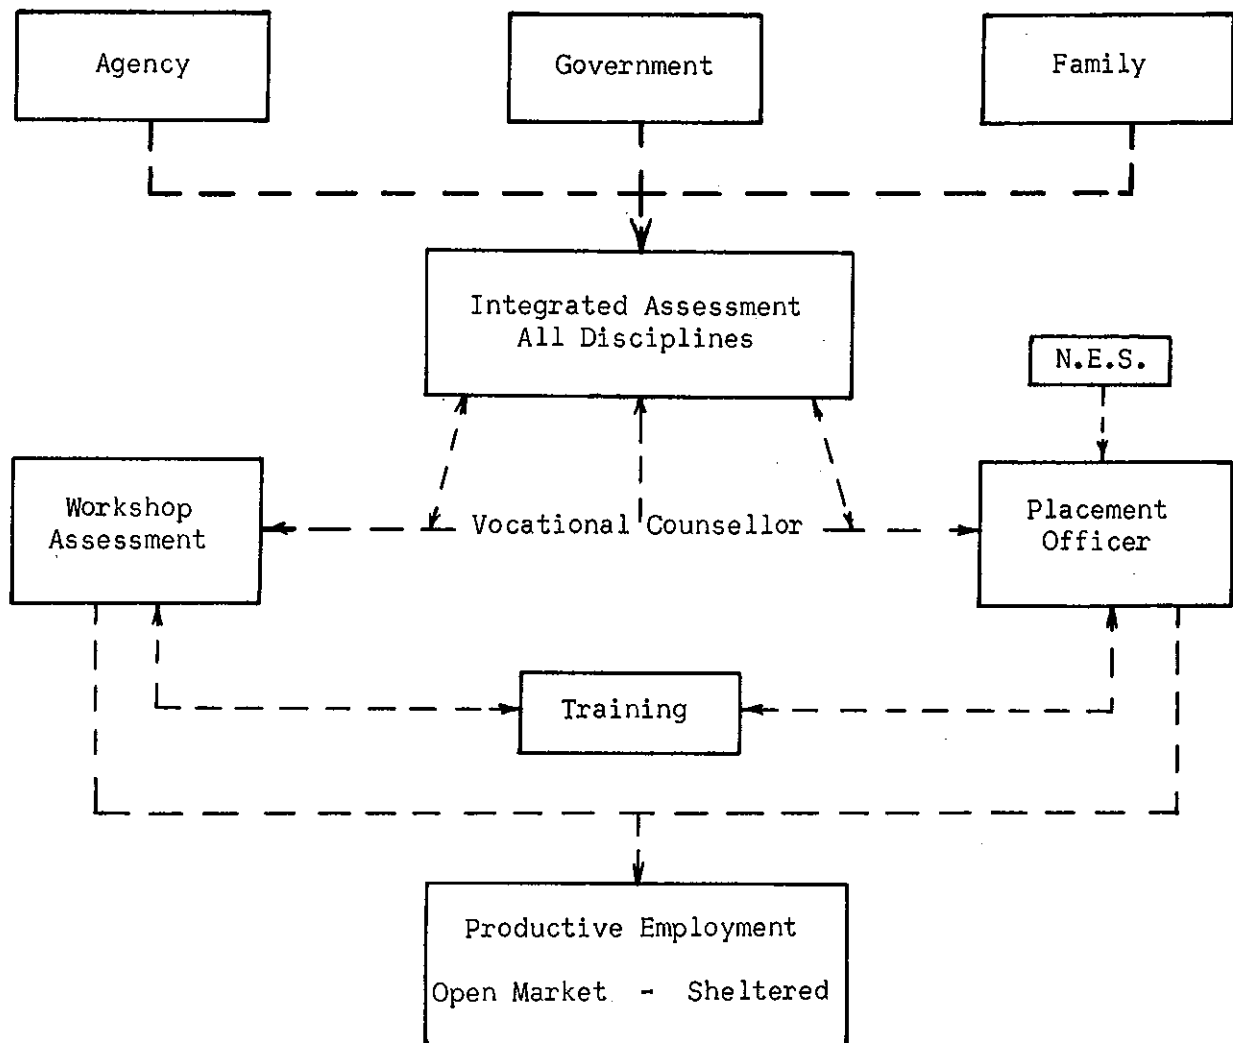 Agency
Government
Family
Integrated Assessment
All Disciplines
N.E.S.
Workshop
Assessment
Vocational Counsellor
Placement
Officer
Training
Productive Employment
Open Market - Sheltered